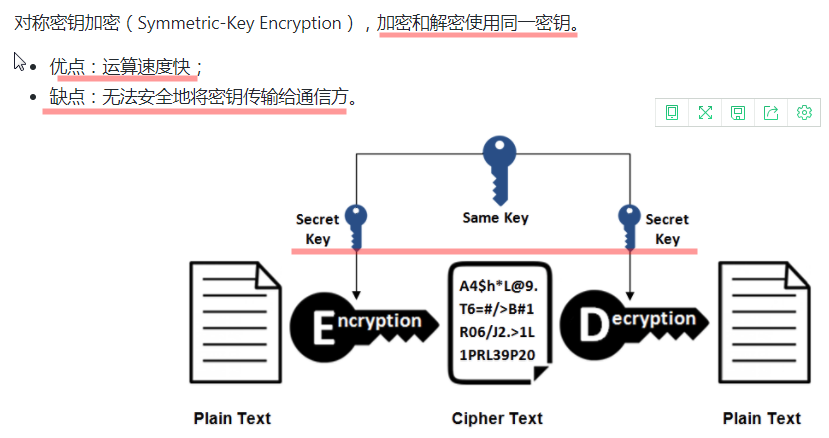 对称密钥加密（Symmetric-Key Encryption），加密和解密使用同一密钥。
优点：运算速度快；
缺点：无法安全地将密钥传输给通信方。
Same Key
Secret
Key
Secret
Key
Encryption
A4$h*L@9.
T6=#/>B#1
R06/J2.>1L
1PRL39P20
Decryption
Plain Text
Cipher Text
Plain Text